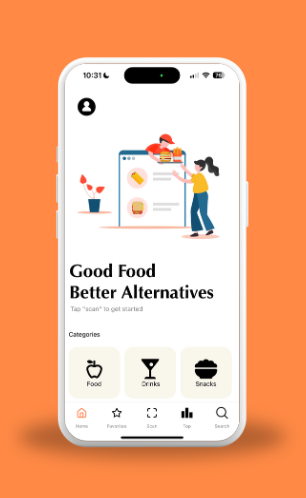 10:31
Good Food
Better Alternatives
Tap "scan" to get started
Categories
Food
Drinks
Snacks
Home
Favorites
Scan
Top
Search